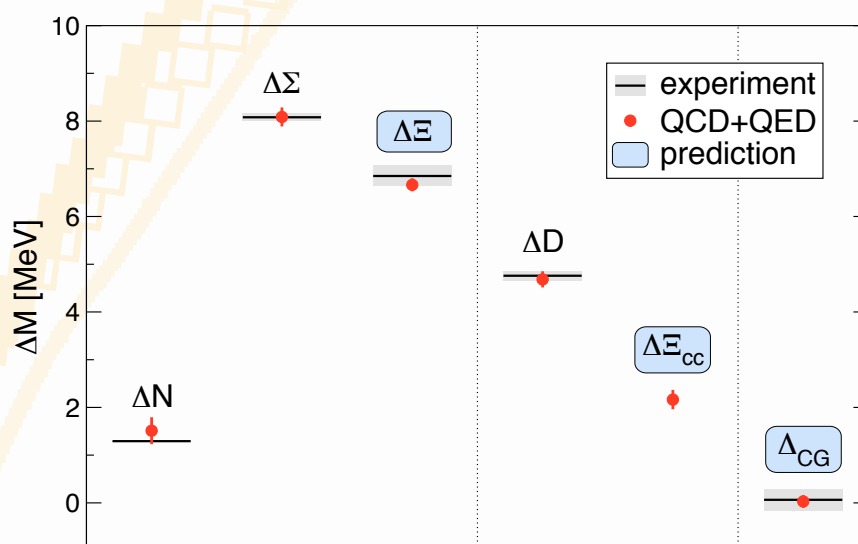 10
8
6
4
2
0
ΔM [MeV]
ΔN
ΔΣ
ΔΞ
ΔD
ΔΞcc
ΔCG
experiment
QCD+QED
prediction